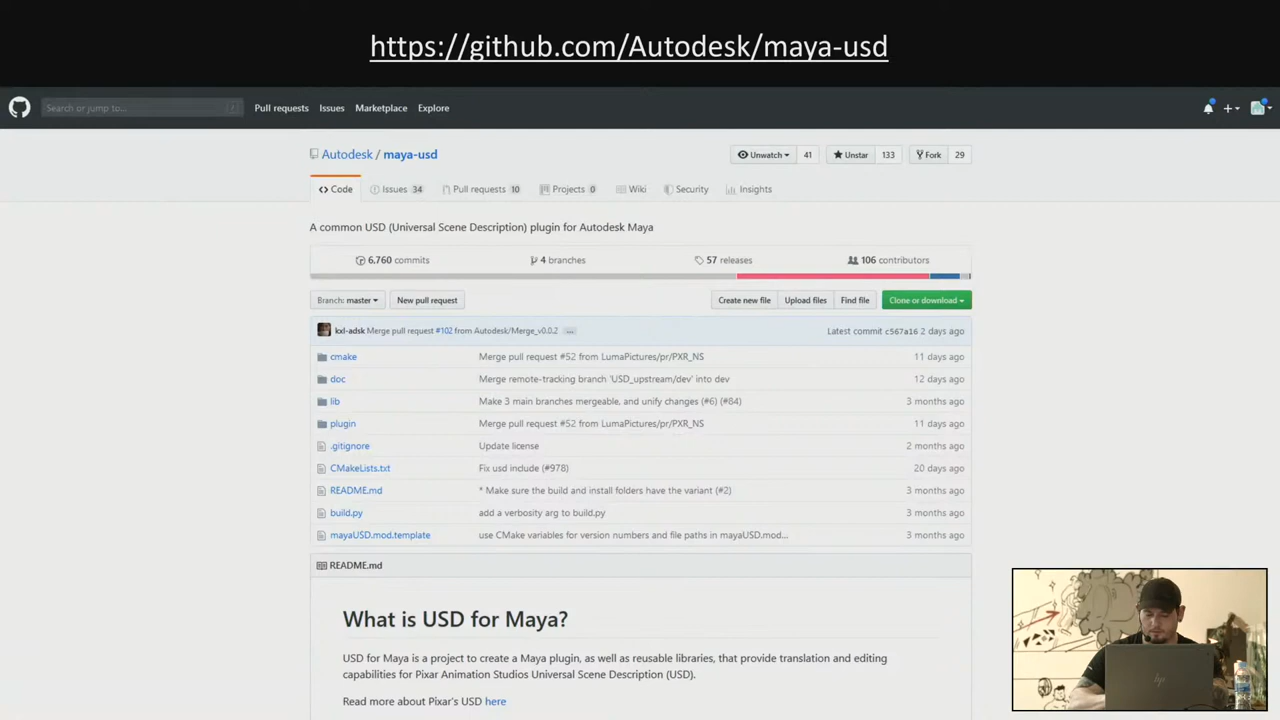 https://github.com/Autodesk/maya-usd
Search or jump to... /
Pull requests Issues Marketplace Explore
Autodesk / maya-usd
Unwatch 41 Unstar 133 Fork 29
Code Issues 34 Pull requests 10 Projects 0 Wiki Security Insights
A common USD (Universal Scene Description) plugin for Autodesk Maya
6,760 commits 4 branches 57 releases 106 contributors
Branch: master New pull request Create new file Upload files Find file Clone or download
kxl-adsk Merge pull request #102 from Autodesk/Merge_v0.0.2 ... Latest commit c567a16 2 days ago
cmake Merge pull request #52 from LumaPictures/pr/PXR_NS 11 days ago
doc Merge remote-tracking branch 'USD_upstream/dev' into dev 12 days ago
lib Make 3 main branches mergeable, and unify changes (#6) (#84) 3 months ago
plugin Merge pull request #52 from LumaPictures/pr/PXR_NS 11 days ago
.gitignore Update license 2 months ago
CMakeLists.txt Fix usd include (#978) 20 days ago
README.md * Make sure the build and install folders have the variant (#2) 3 months ago
build.py add a verbosity arg to build.py 3 months ago
mayaUSD.mod.template use CMake variables for version numbers and file paths in mayaUSD.mod... 3 months ago
README.md
What is USD for Maya?
USD for Maya is a project to create a Maya plugin, as well as reusable libraries, that provide translation and editing
capabilities for Pixar Animation Studios Universal Scene Description (USD).
Read more about Pixar's USD here
hp